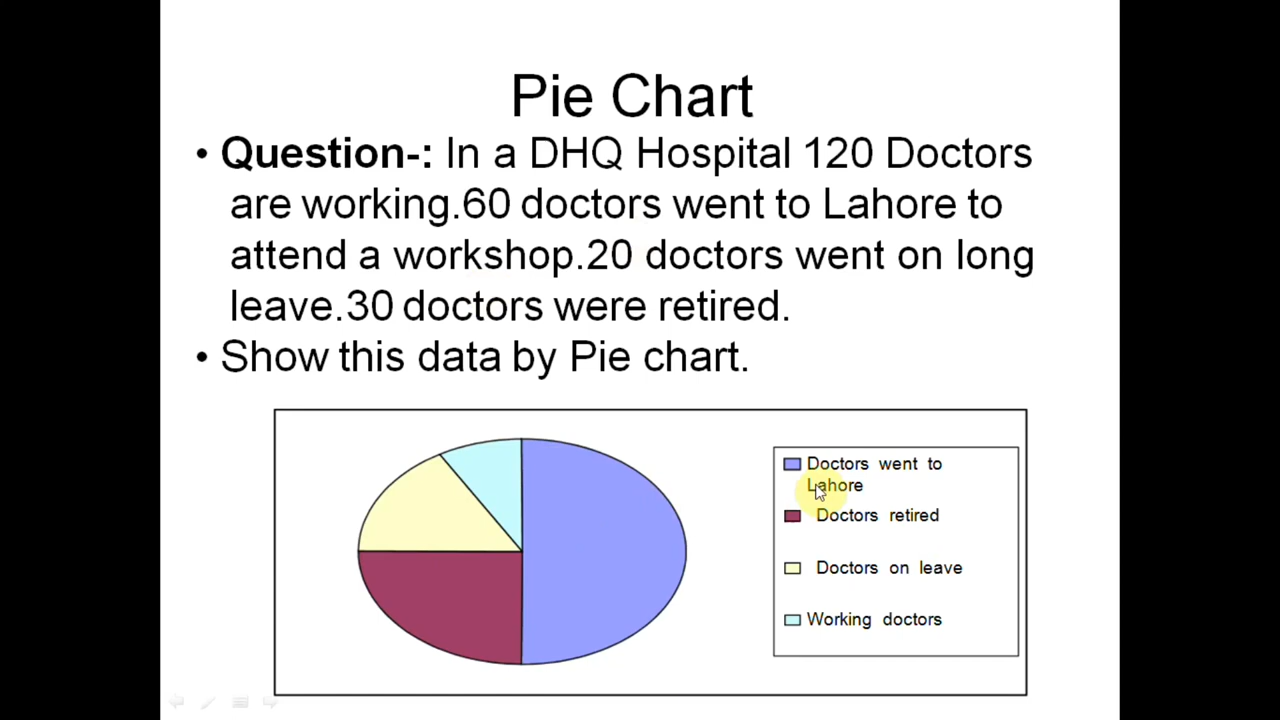 Pie Chart
• Question-: In a DHQ Hospital 120 Doctors
are working.60 doctors went to Lahore to
attend a workshop.20 doctors went on long
leave.30 doctors were retired.
• Show this data by Pie chart.
Doctors went to
Lahore
Doctors retired
Doctors on leave
Working doctors